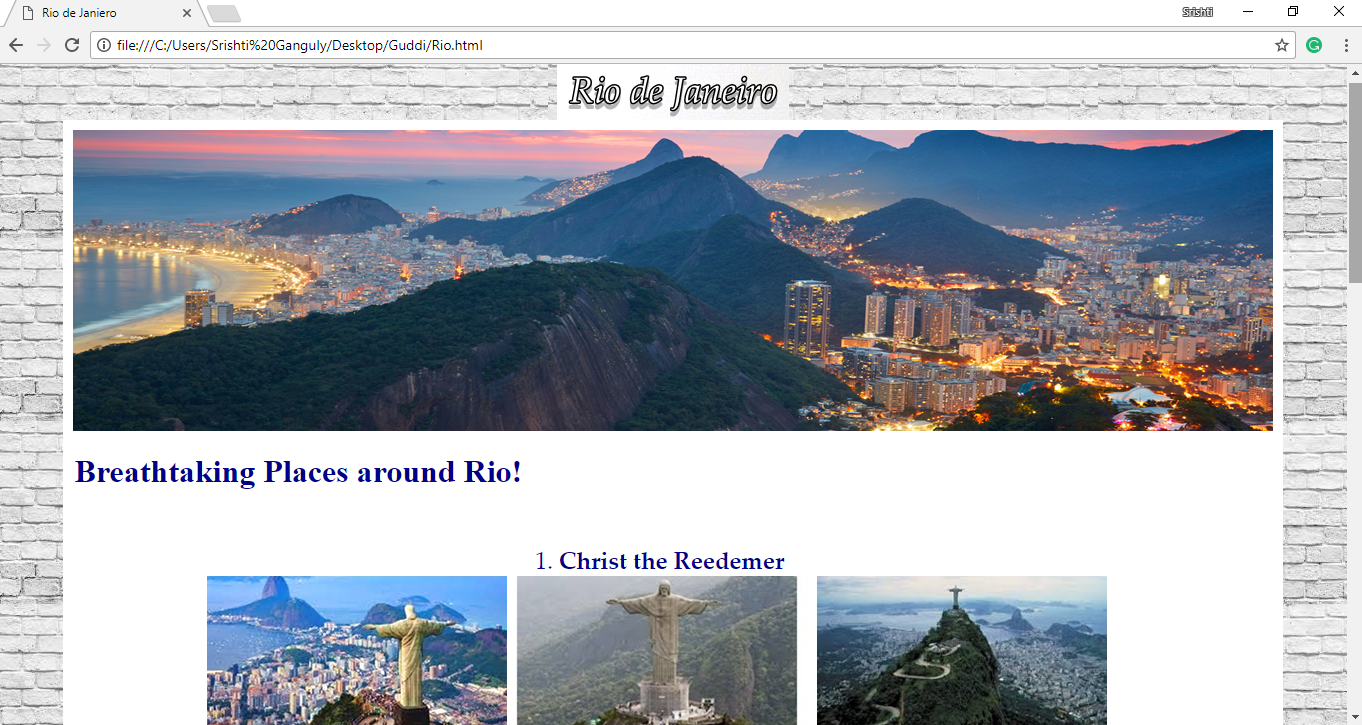 Rio de Janiero
Srishti
file:///C:/Users/Srishti%20Ganguly/Desktop/Guddi/Rio.html
Rio de Janeiro
Breathtaking Places around Rio!
1. Christ the Reedemer